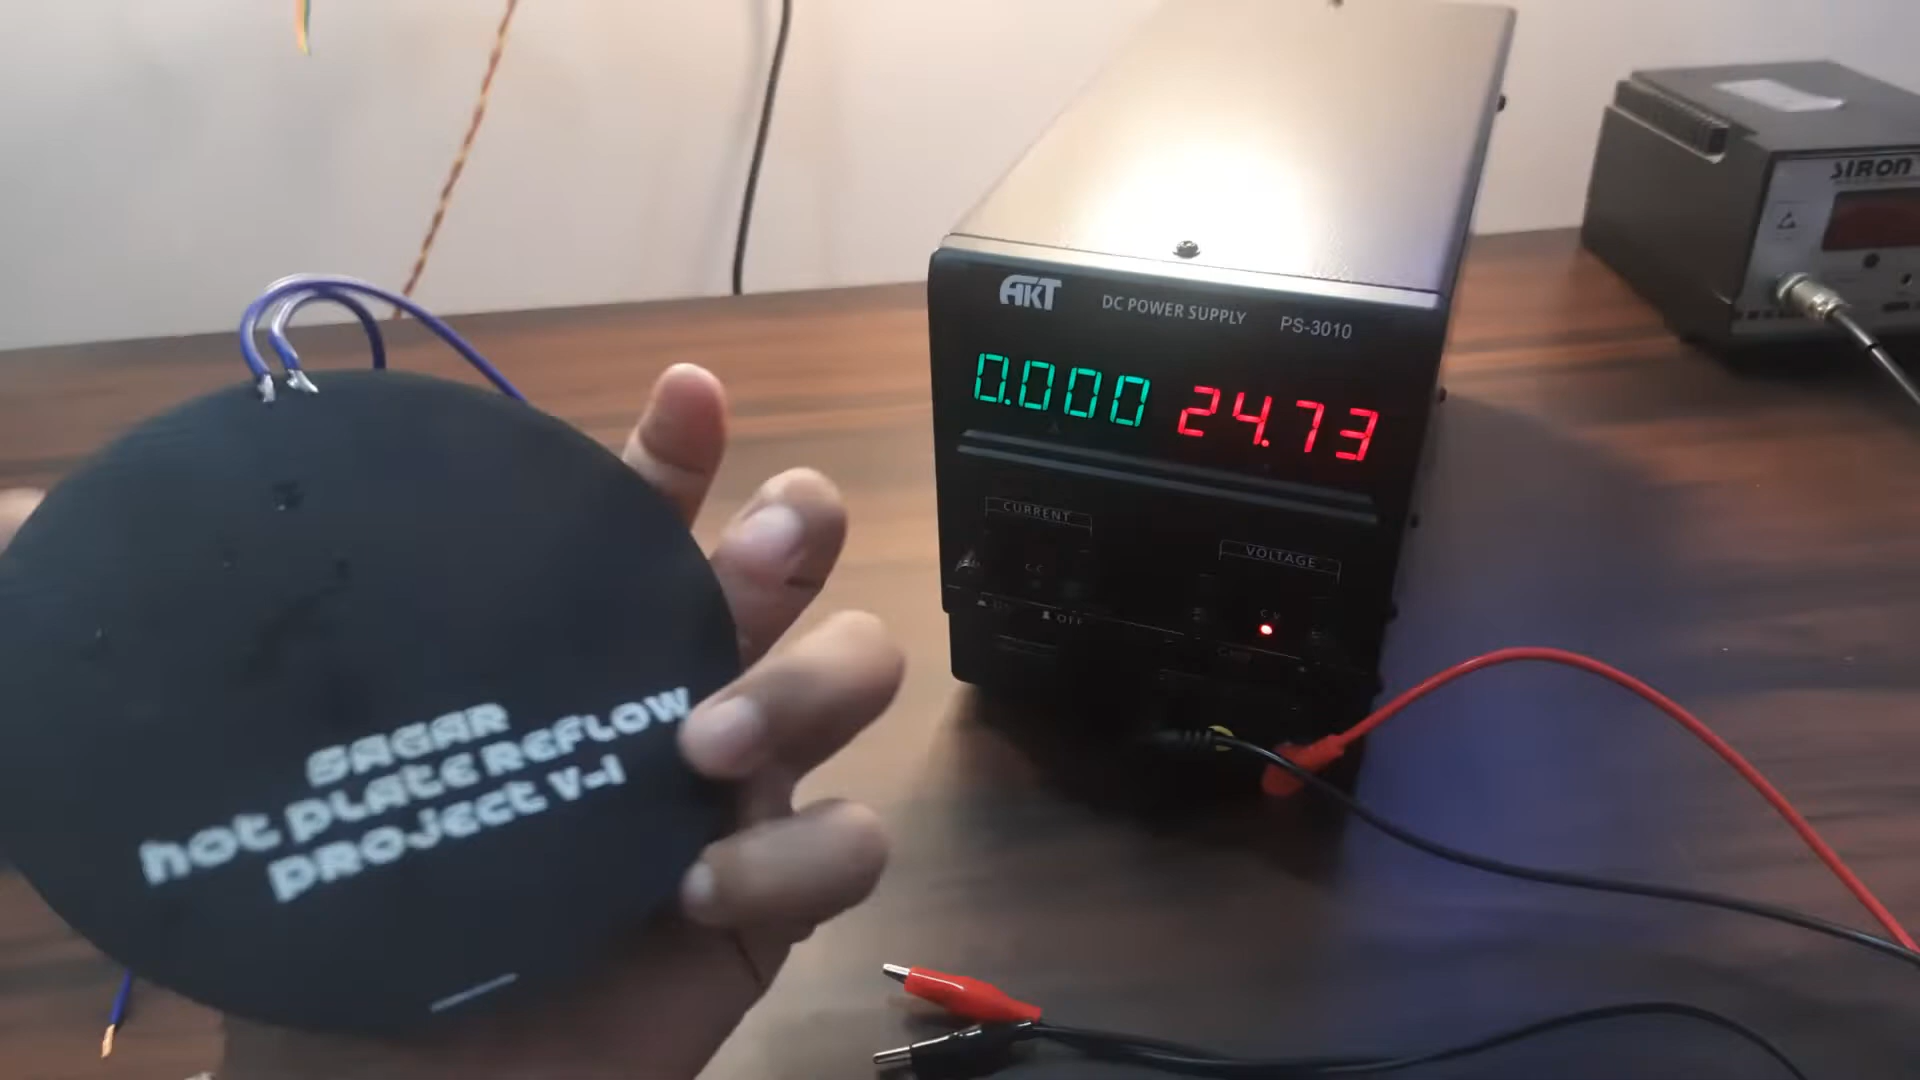 SAGAR
hot PLATE REFLOW
PROJECT V-1
AKT DC POWER SUPPLY PS-3010
0.000 24.73
CURRENT
VOLTAGE
C.C
C.V
OFF
SIRON